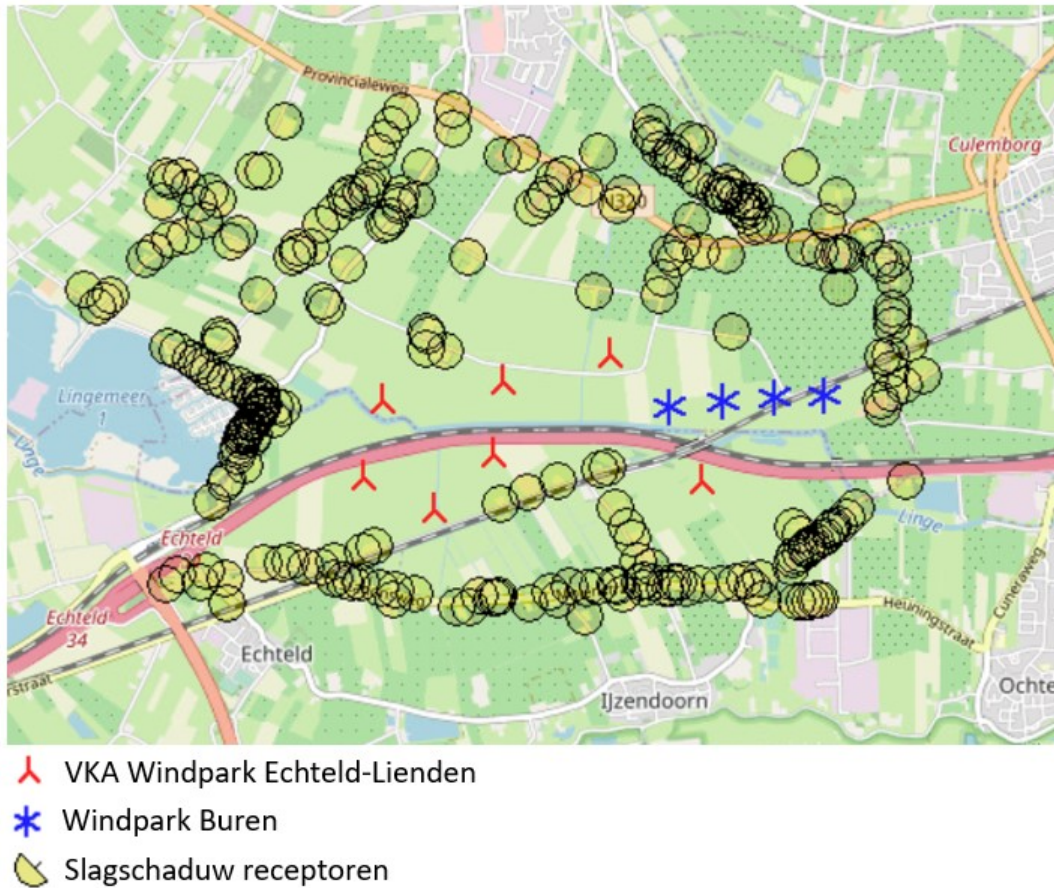 Provincialeweg
Culemborg
N320
Lingemeer
1
Linge
Linge
Echteld
Echteld
34
Cuneraweg
Heuningstraat
Echteld
rstraat
IJzendoorn
Ochte
VKA Windpark Echteld-Lienden
Windpark Buren
Slagschaduw receptoren